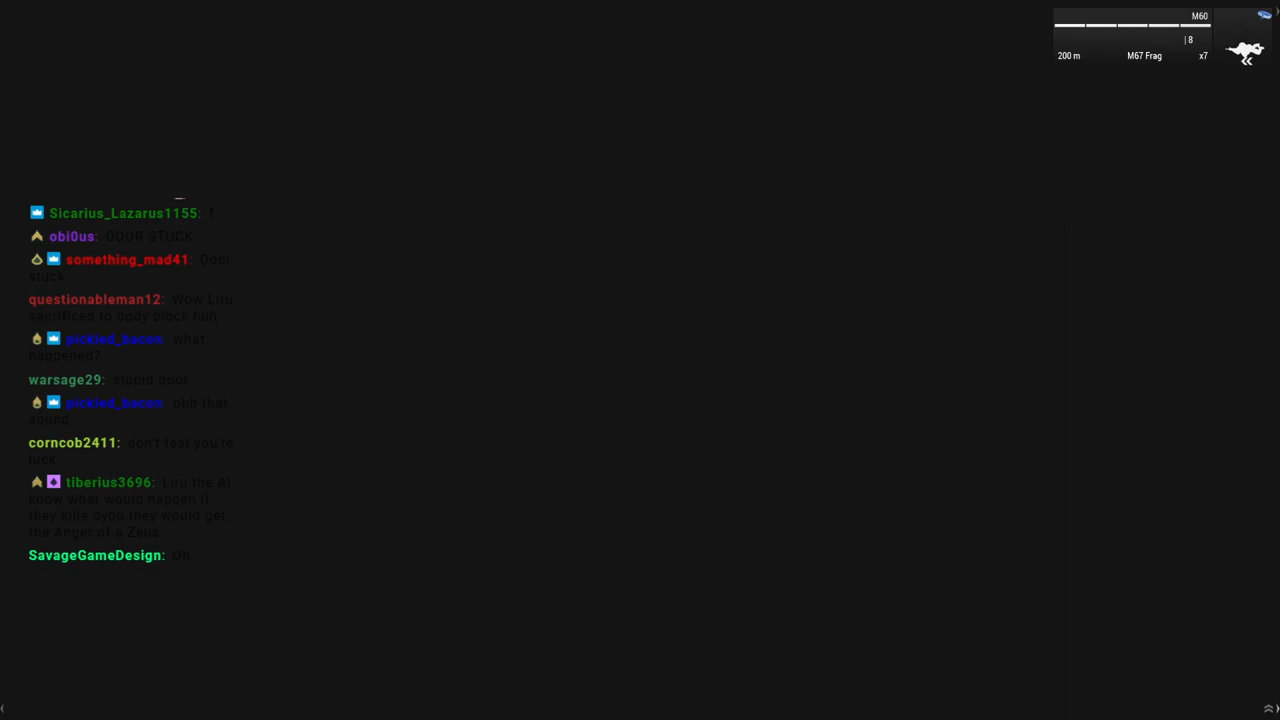 M60
| 8
200 m M67 Frag x7
Sicarius_Lazarus1155: f
obi0us: DOOR STUCK
something_mad41: Door
stuck
questionableman12: Wow Liru
sacrificed to body block huh
pickled_bacon: what
happened?
warsage29: stupid door
pickled_bacon: ohh that
sound
corncob2411: don't test you're
luck
tiberius3696: Liru the AI
know what would happen if
they kille cyou they would get
the Anger of a Zeus
SavageGameDesign: Oh